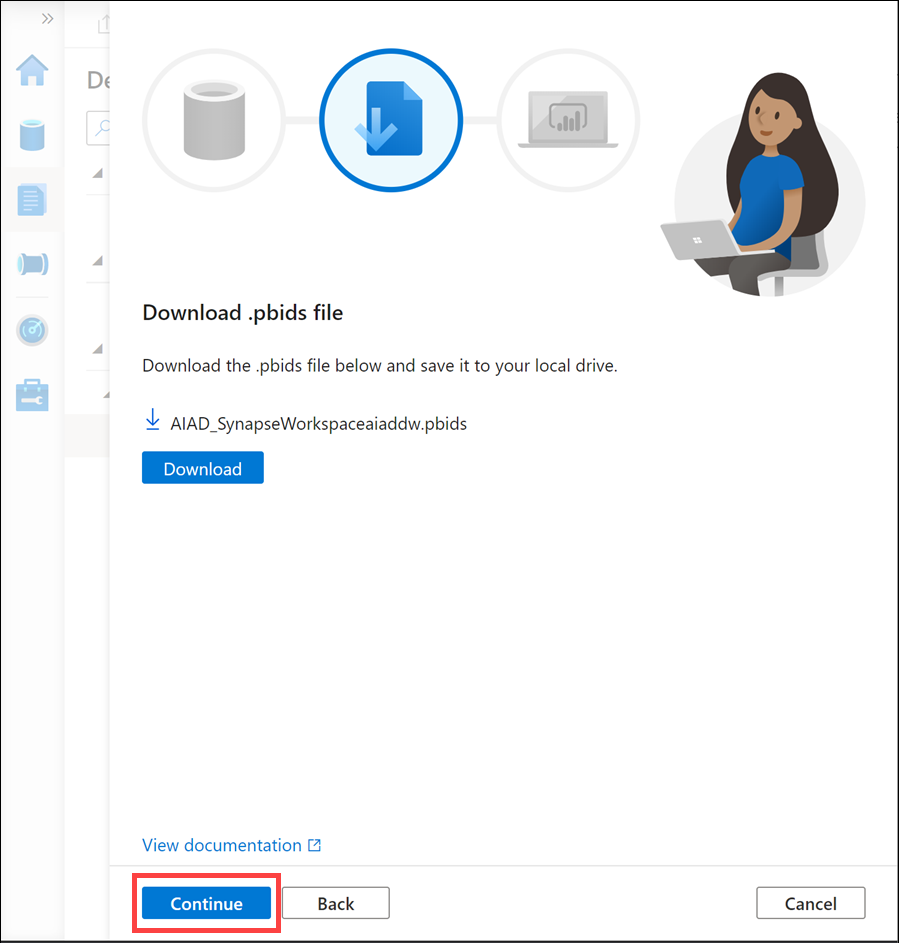 De
Download .pbids file
Download the .pbids file below and save it to your local drive.
AIAD_SynapseWorkspaceaiaddw.pbids
Download
View documentation
Continue
Back
Cancel